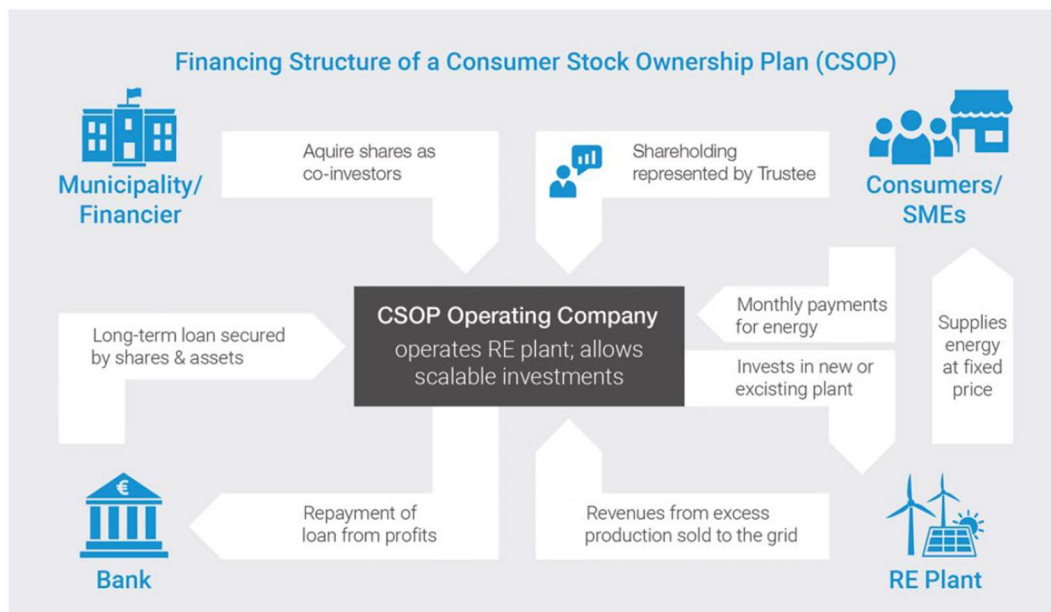 Financing Structure of a Consumer Stock Ownership Plan (CSOP)
Municipality/
Financier
Aquire shares as
co-investors
Shareholding
represented by Trustee
Consumers/
SMEs
CSOP Operating Company
operates RE plant; allows
scalable investments
Long-term loan secured
by shares & assets
Monthly payments
for energy
Invests in new or
excisting plant
Supplies
energy
at fixed
price
€
Bank
Repayment of
loan from profits
Revenues from excess
production sold to the grid
RE Plant